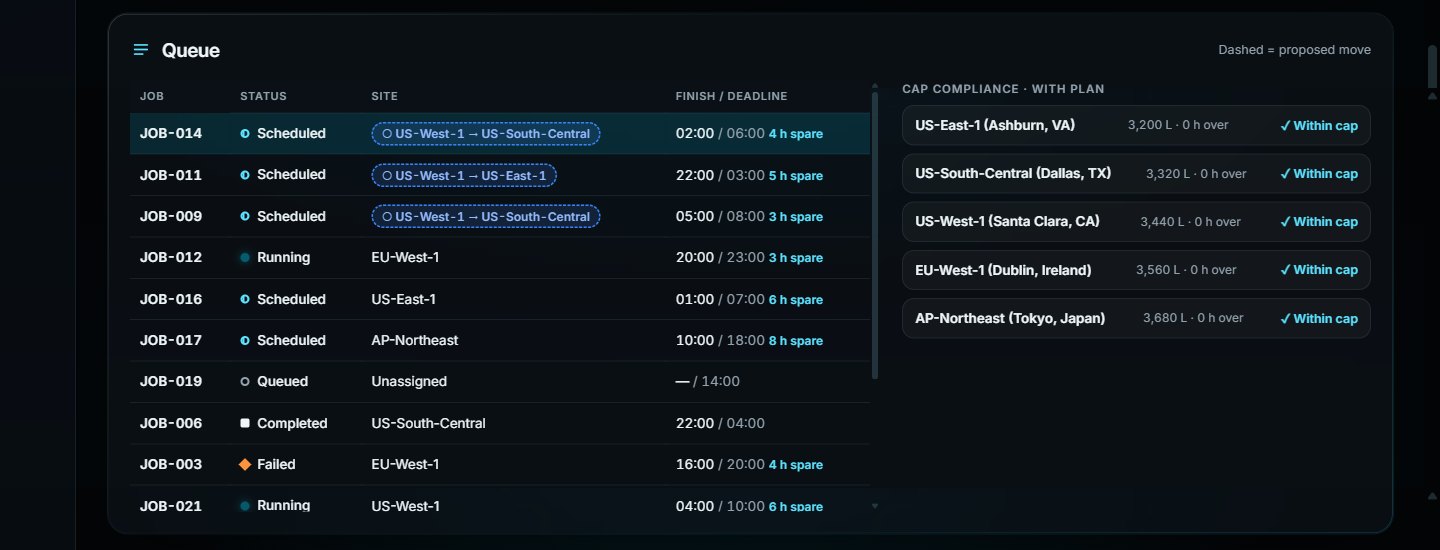 Queue
Dashed = proposed move
JOB STATUS SITE FINISH / DEADLINE
JOB-014 Scheduled US-West-1 → US-South-Central 02:00 / 06:00 4 h spare
JOB-011 Scheduled US-West-1 → US-East-1 22:00 / 03:00 5 h spare
JOB-009 Scheduled US-West-1 → US-South-Central 05:00 / 08:00 3 h spare
JOB-012 Running EU-West-1 20:00 / 23:00 3 h spare
JOB-016 Scheduled US-East-1 01:00 / 07:00 6 h spare
JOB-017 Scheduled AP-Northeast 10:00 / 18:00 8 h spare
JOB-019 Queued Unassigned — / 14:00
JOB-006 Completed US-South-Central 22:00 / 04:00
JOB-003 Failed EU-West-1 16:00 / 20:00 4 h spare
JOB-021 Running US-West-1 04:00 / 10:00 6 h spare
CAP COMPLIANCE · WITH PLAN
US-East-1 (Ashburn, VA) 3,200 L · 0 h over ✓ Within cap
US-South-Central (Dallas, TX) 3,320 L · 0 h over ✓ Within cap
US-West-1 (Santa Clara, CA) 3,440 L · 0 h over ✓ Within cap
EU-West-1 (Dublin, Ireland) 3,560 L · 0 h over ✓ Within cap
AP-Northeast (Tokyo, Japan) 3,680 L · 0 h over ✓ Within cap